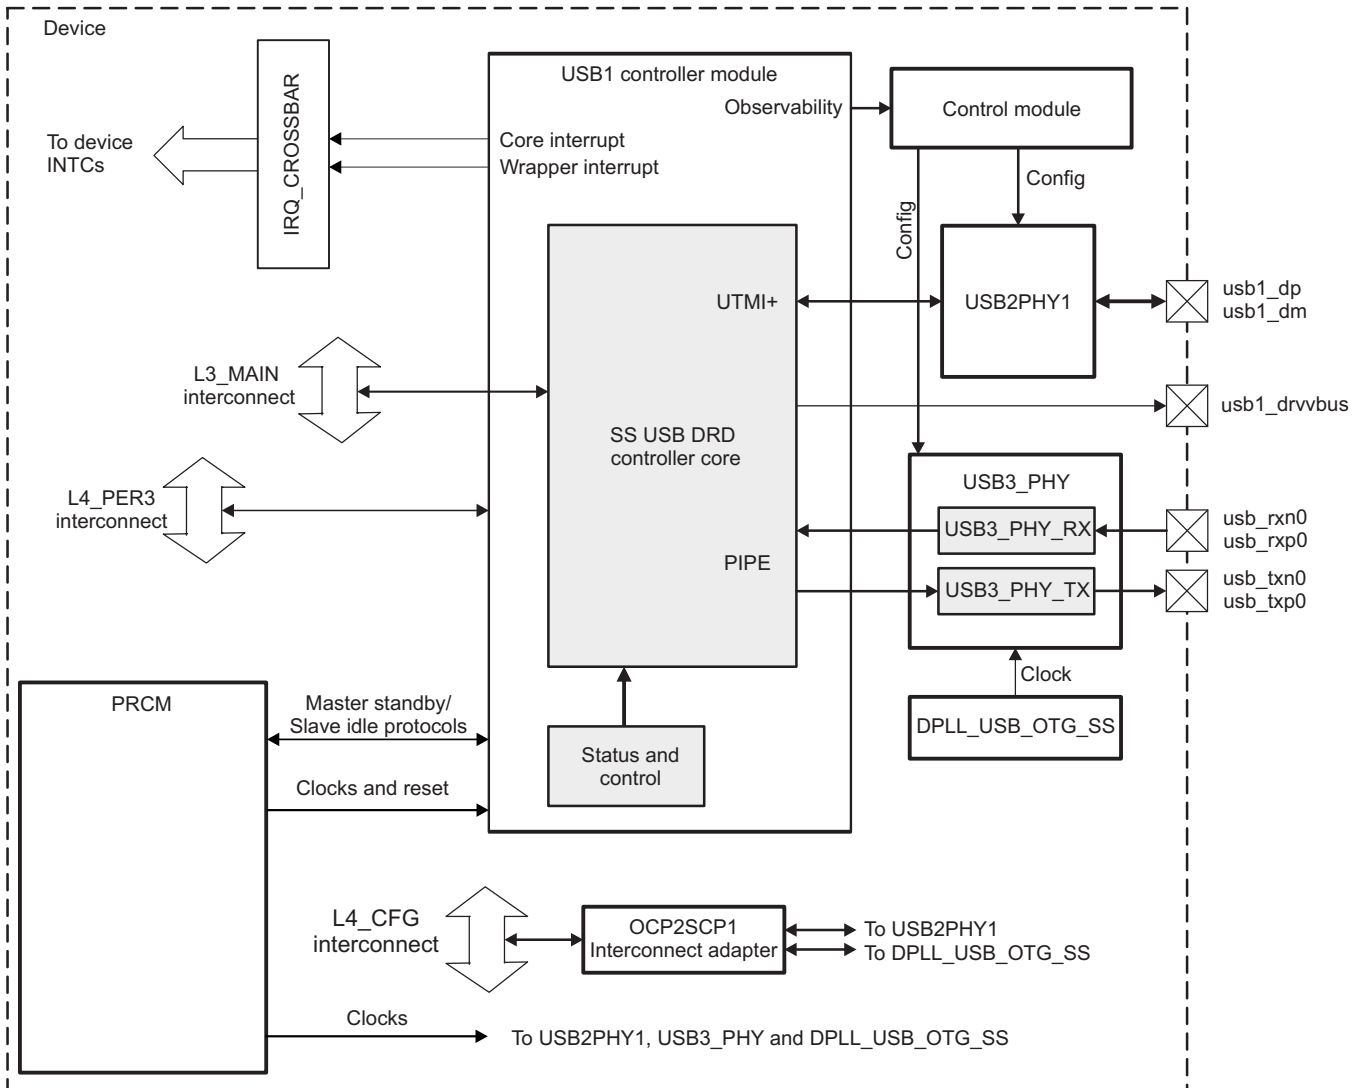 Device
USB1 controller module
Observability
Control module
IRQ_CROSSBAR
To device
INTCs
Core interrupt
Wrapper interrupt
Config
Config
UTMI+
USB2PHY1
usb1_dp
usb1_dm
L3_MAIN
interconnect
usb1_drvvbus
SS USB DRD
controller core
L4_PER3
interconnect
USB3_PHY
USB3_PHY_RX
usb_rxn0
usb_rxp0
PIPE
USB3_PHY_TX
usb_txn0
usb_txp0
Clock
DPLL_USB_OTG_SS
PRCM
Master standby/
Slave idle protocols
Status and
control
Clocks and reset
L4_CFG
interconnect
OCP2SCP1
Interconnect adapter
To USB2PHY1
To DPLL_USB_OTG_SS
Clocks
To USB2PHY1, USB3_PHY and DPLL_USB_OTG_SS